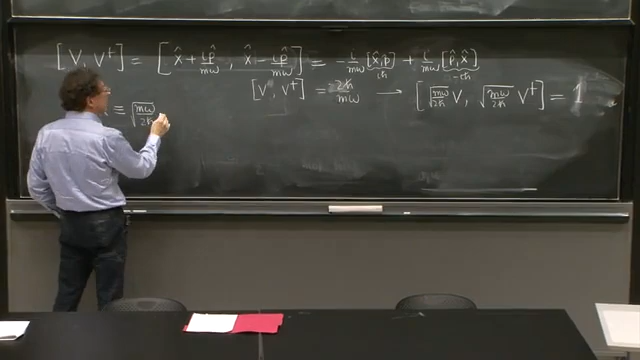 [V, V†] = [x̂ + ip̂/mω, x̂ − ip̂/mω] = −i/mω [x̂, p̂] + i/mω [p̂, x̂]
iħ −iħ
[V, V†] = 2ħ/mω → [√(mω/2ħ) V, √(mω/2ħ) V†] = 1
= √(mω/2ħ)